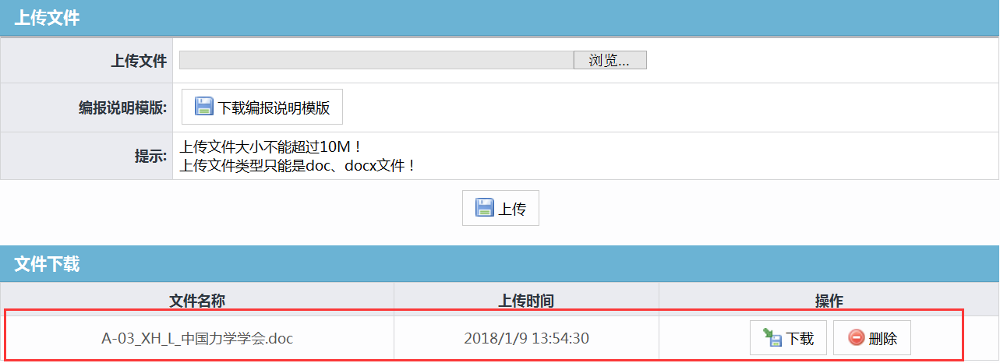 上传文件
上传文件
浏览...
编报说明模版:
下载编报说明模版
提示:
上传文件大小不能超过10M！
上传文件类型只能是doc、docx文件！
上传
文件下载
文件名称 上传时间 操作
A-03_XH_L_中国力学学会.doc 2018/1/9 13:54:30 下载 删除